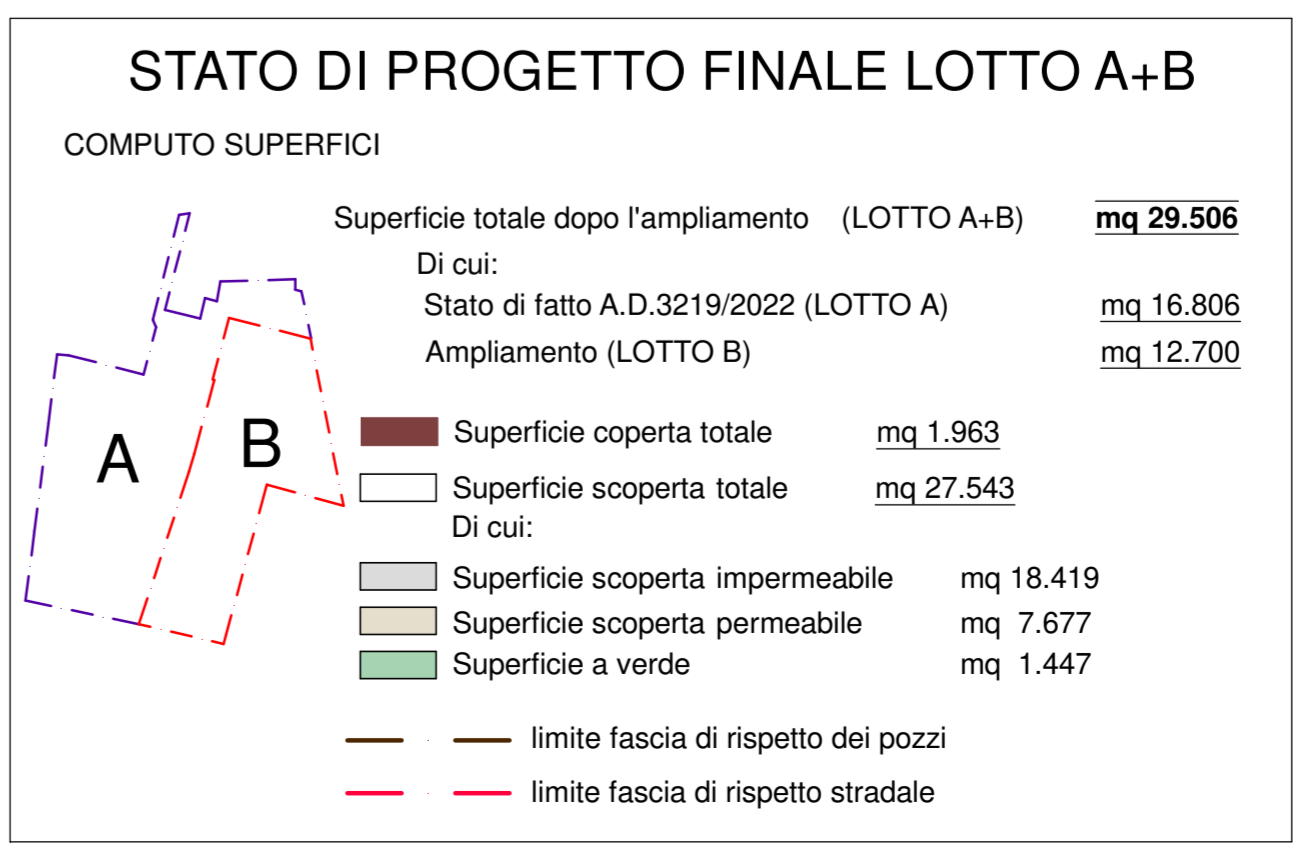 STATO DI PROGETTO FINALE LOTTO A+B
COMPUTO SUPERFICI
Superficie totale dopo l'ampliamento (LOTTO A+B) mq 29.506
Di cui:
Stato di fatto A.D.3219/2022 (LOTTO A) mq 16.806
Ampliamento (LOTTO B) mq 12.700
A
B
Superficie coperta totale mq 1.963
Superficie scoperta totale mq 27.543
Di cui:
Superficie scoperta impermeabile mq 18.419
Superficie scoperta permeabile mq 7.677
Superficie a verde mq 1.447
limite fascia di rispetto dei pozzi
limite fascia di rispetto stradale